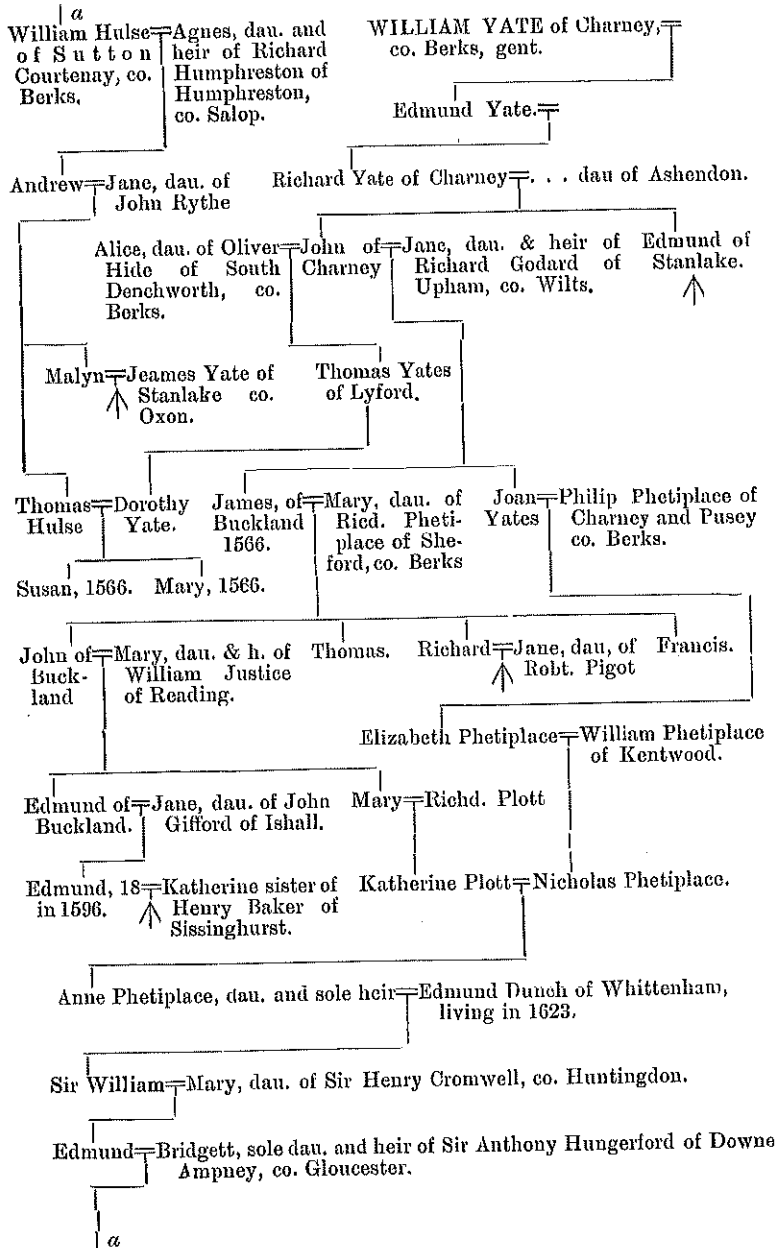 a
William Hulse Agnes, dau. and
of Sutton heir of Richard
Courtenay, co. Humphreston of
Berks. Humphreston,
co. Salop.
WILLIAM YATE of Charney,
co. Berks, gent.
Edmund Yate.
Andrew Jane, dau. of
John Rythe
Richard Yate of Charney . . . dau of Ashendon.
Alice, dau. of Oliver John of Jane, dau. & heir of Edmund of
Hide of South Charney Richard Godard of Stanlake.
Denchworth, co. Upham, co. Wilts.
Berks.
Malyn Jeames Yate of
Stanlake co.
Oxon.
Thomas Yates
of Lyford.
Thomas Dorothy James, of Mary, dau. of Joan Philip Phetiplace of
Hulse Yate. Buckland Ricd. Pheti- Yates Charney and Pusey
1566. place of She- co. Berks.
ford, co. Berks
Susan, 1566. Mary, 1566.
John of Mary, dau. & h. of Thomas. Richard Jane, dau, of Francis.
Buck- William Justice Robt. Pigot
land of Reading.
Elizabeth Phetiplace William Phetiplace
of Kentwood.
Edmund of Jane, dau. of John Mary Richd. Plott
Buckland. Gifford of Ishall.
Edmund, 18 Katherine sister of Katherine Plott Nicholas Phetiplace.
in 1596. Henry Baker of
Sissinghurst.
Anne Phetiplace, dau. and sole heir Edmund Dunch of Whittenham,
living in 1623.
Sir William Mary, dau. of Sir Henry Cromwell, co. Huntingdon.
Edmund Bridgett, sole dau. and heir of Sir Anthony Hungerford of Downe
Ampney, co. Gloucester.
a